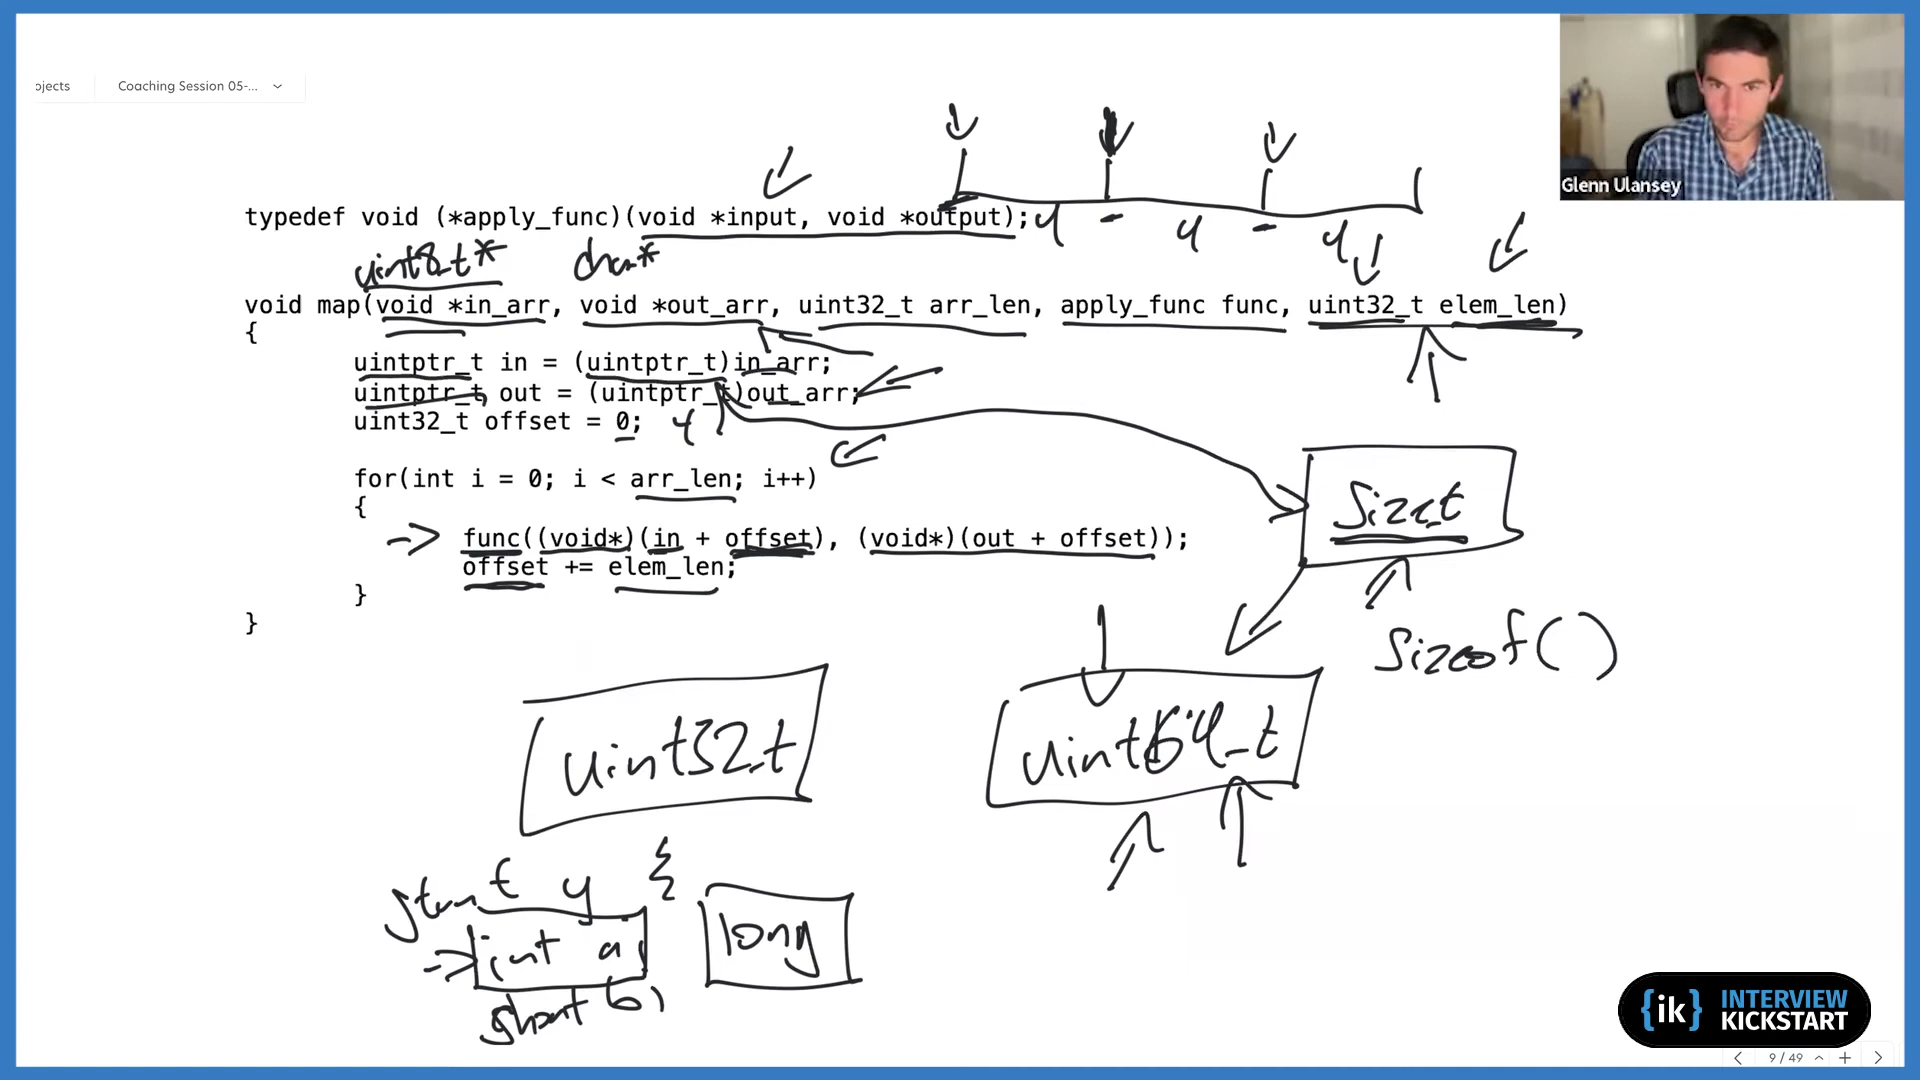 ojects
Coaching Session 05-...
Glenn Ulansey
typedef void (*apply_func)(void *input, void *output);
4 4 4
uint8_t* char*
void map(void *in_arr, void *out_arr, uint32_t arr_len, apply_func func, uint32_t elem_len)
{
uintptr_t in = (uintptr_t)in_arr;
uintptr_t out = (uintptr_t)out_arr;
uint32_t offset = 0; 4
for(int i = 0; i < arr_len; i++)
{
func((void*)(in + offset), (void*)(out + offset));
offset += elem_len;
}
}
Size_t
Sizeof()
uint32_t
uint64_t
struct y {
int a;
short b;
long
{ik} INTERVIEW
KICKSTART
9 / 49